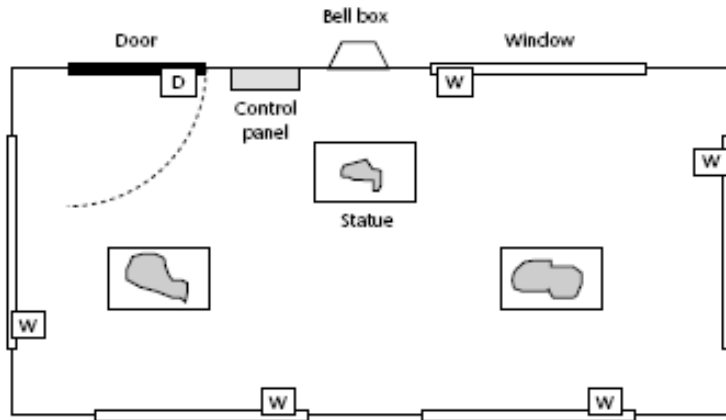 Bell box
Door
Window
D
W
Control
panel
W
Statue
W
W
W